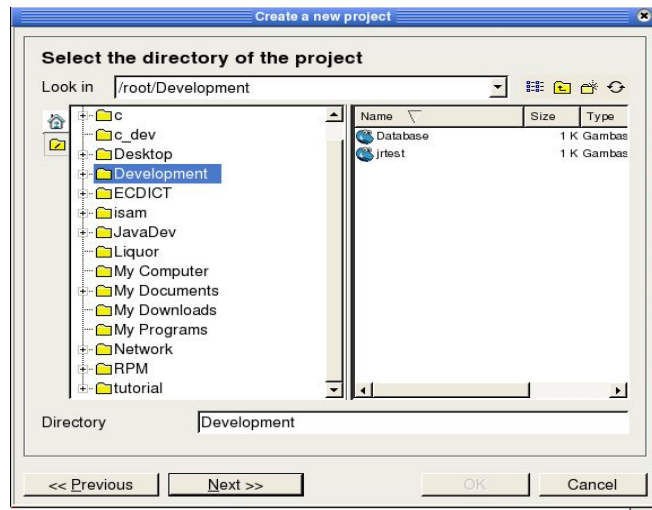 Create a new project
Select the directory of the project
Look in /root/Development
c
c_dev
Desktop
Development
ECDICT
isam
JavaDev
Liquor
My Computer
My Documents
My Downloads
My Programs
Network
RPM
tutorial
Name Size Type
Database 1 K Gambas
jrtest 1 K Gambas
Directory Development
<< Previous Next >> OK Cancel